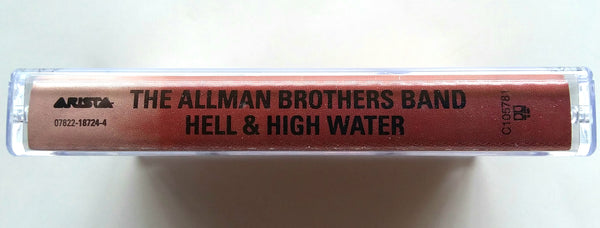 ARISTA
07822-18724-4
THE ALLMAN BROTHERS BAND
HELL & HIGH WATER
C105781